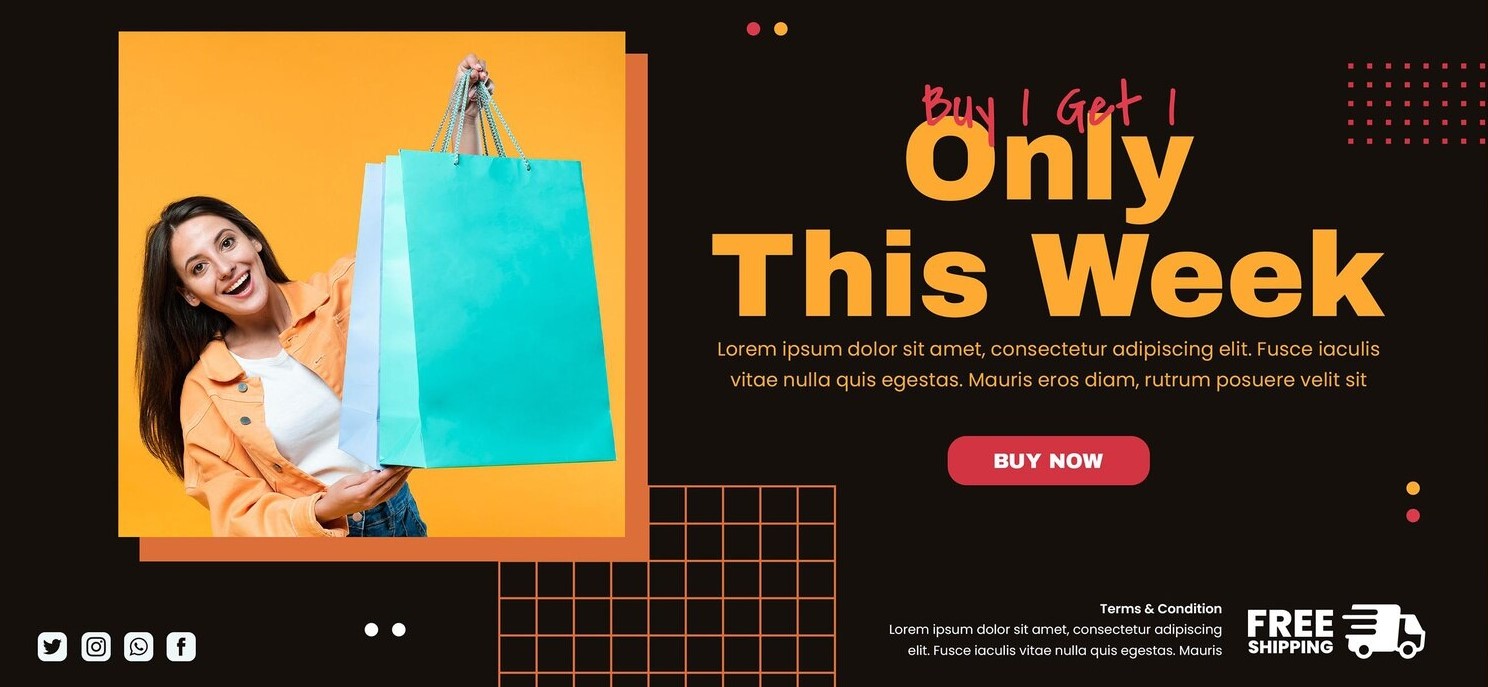 Buy 1 Get 1
Only
This Week
Lorem ipsum dolor sit amet, consectetur adipiscing elit. Fusce iaculis
vitae nulla quis egestas. Mauris eros diam, rutrum posuere velit sit
BUY NOW
Terms & Condition
Lorem ipsum dolor sit amet, consectetur adipiscing
elit. Fusce iaculis vitae nulla quis egestas. Mauris
FREE
SHIPPING